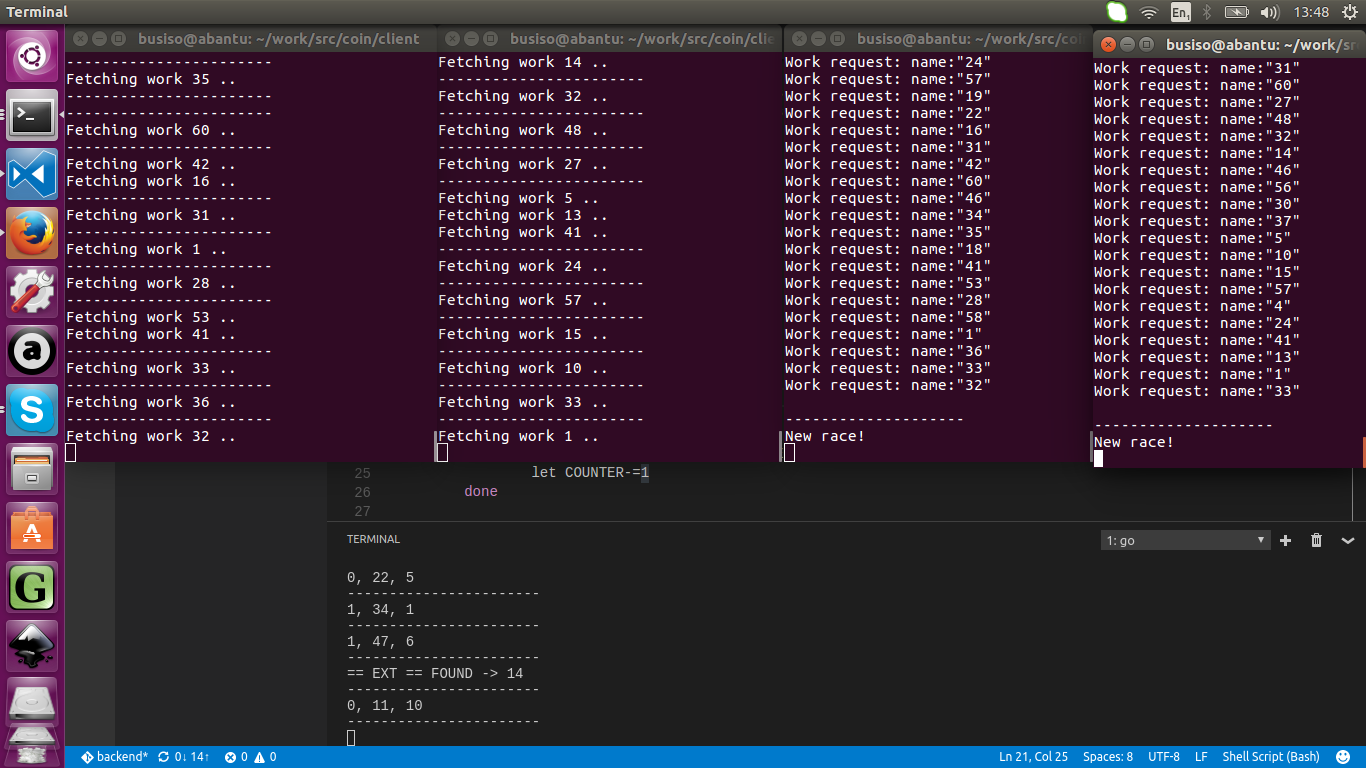 Terminal
En1
13:48
busiso@abantu: ~/work/src/coin/client
------------------------
Fetching work 35 ..
------------------------
------------------------
Fetching work 60 ..
------------------------
Fetching work 42 ..
Fetching work 16 ..
------------------------
Fetching work 31 ..
------------------------
Fetching work 1 ..
------------------------
Fetching work 28 ..
------------------------
Fetching work 53 ..
Fetching work 41 ..
------------------------
Fetching work 33 ..
------------------------
Fetching work 36 ..
------------------------
Fetching work 32 ..
busiso@abantu: ~/work/src/coin/clie
Fetching work 14 ..
------------------------
Fetching work 32 ..
------------------------
Fetching work 48 ..
------------------------
Fetching work 27 ..
------------------------
Fetching work 5 ..
Fetching work 13 ..
Fetching work 41 ..
------------------------
Fetching work 24 ..
------------------------
Fetching work 57 ..
------------------------
Fetching work 15 ..
------------------------
Fetching work 10 ..
------------------------
Fetching work 33 ..
------------------------
Fetching work 1 ..
busiso@abantu: ~/work/src/coin
Work request: name:"24"
Work request: name:"57"
Work request: name:"19"
Work request: name:"22"
Work request: name:"16"
Work request: name:"31"
Work request: name:"42"
Work request: name:"60"
Work request: name:"46"
Work request: name:"34"
Work request: name:"35"
Work request: name:"18"
Work request: name:"41"
Work request: name:"53"
Work request: name:"28"
Work request: name:"58"
Work request: name:"1"
Work request: name:"36"
Work request: name:"33"
Work request: name:"32"
---------------------
New race!
busiso@abantu: ~/work/sr
Work request: name:"31"
Work request: name:"60"
Work request: name:"27"
Work request: name:"48"
Work request: name:"32"
Work request: name:"14"
Work request: name:"46"
Work request: name:"56"
Work request: name:"30"
Work request: name:"37"
Work request: name:"5"
Work request: name:"10"
Work request: name:"15"
Work request: name:"57"
Work request: name:"4"
Work request: name:"24"
Work request: name:"41"
Work request: name:"13"
Work request: name:"1"
Work request: name:"33"
---------------------
New race!
25 let COUNTER-=1
26 done
27
TERMINAL
1: go
0, 22, 5
-----------------------
1, 34, 1
-----------------------
1, 47, 6
-----------------------
== EXT == FOUND -> 14
-----------------------
0, 11, 10
-----------------------
backend* 0↓ 14↑ 0 0
Ln 21, Col 25 Spaces: 8 UTF-8 LF Shell Script (Bash)